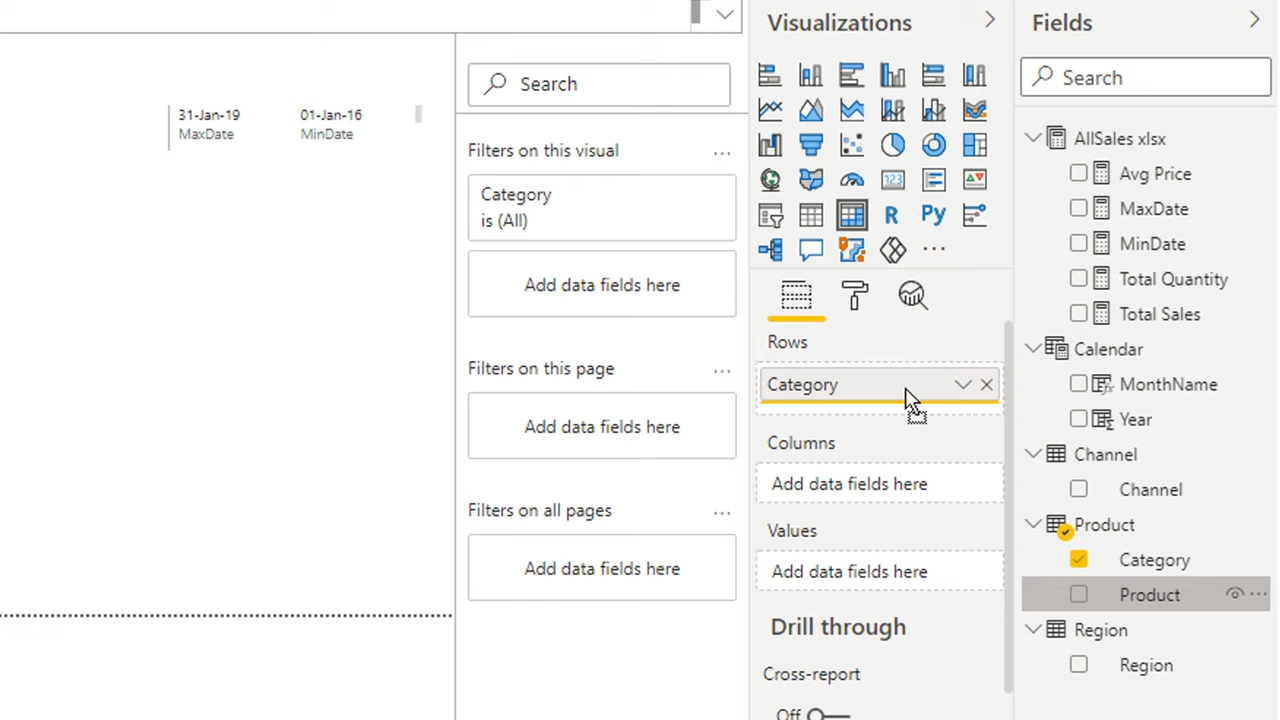 31-Jan-19
MaxDate
01-Jan-16
MinDate
Search
Filters on this visual
...
Category
is (All)
Add data fields here
Filters on this page
...
Add data fields here
Filters on all pages
...
Add data fields here
Visualizations
123
R
Py
...
Rows
Category
Columns
Add data fields here
Values
Add data fields here
Drill through
Cross-report
Off
Fields
Search
AllSales xlsx
Avg Price
MaxDate
MinDate
Total Quantity
Total Sales
Calendar
MonthName
Year
Channel
Channel
Product
Category
Product
...
Region
Region